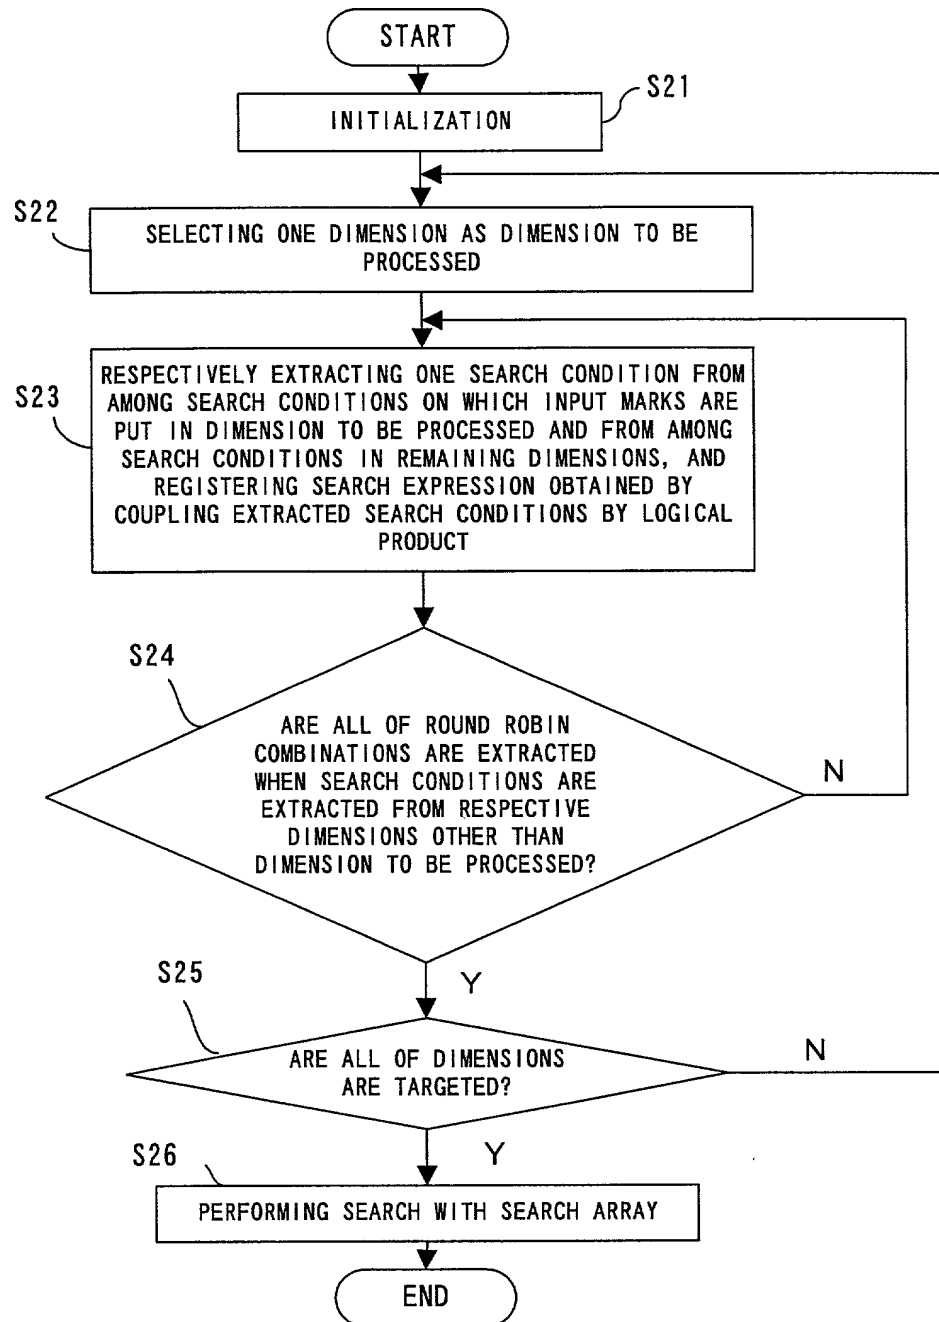 START
S21
INITIALIZATION
S22
SELECTING ONE DIMENSION AS DIMENSION TO BE
PROCESSED
S23
RESPECTIVELY EXTRACTING ONE SEARCH CONDITION FROM
AMONG SEARCH CONDITIONS ON WHICH INPUT MARKS ARE
PUT IN DIMENSION TO BE PROCESSED AND FROM AMONG
SEARCH CONDITIONS IN REMAINING DIMENSIONS, AND
REGISTERING SEARCH EXPRESSION OBTAINED BY
COUPLING EXTRACTED SEARCH CONDITIONS BY LOGICAL
PRODUCT
S24
ARE ALL OF ROUND ROBIN
COMBINATIONS ARE EXTRACTED
WHEN SEARCH CONDITIONS ARE
EXTRACTED FROM RESPECTIVE
DIMENSIONS OTHER THAN
DIMENSION TO BE PROCESSED?
N
Y
S25
ARE ALL OF DIMENSIONS
ARE TARGETED?
N
Y
S26
PERFORMING SEARCH WITH SEARCH ARRAY
END